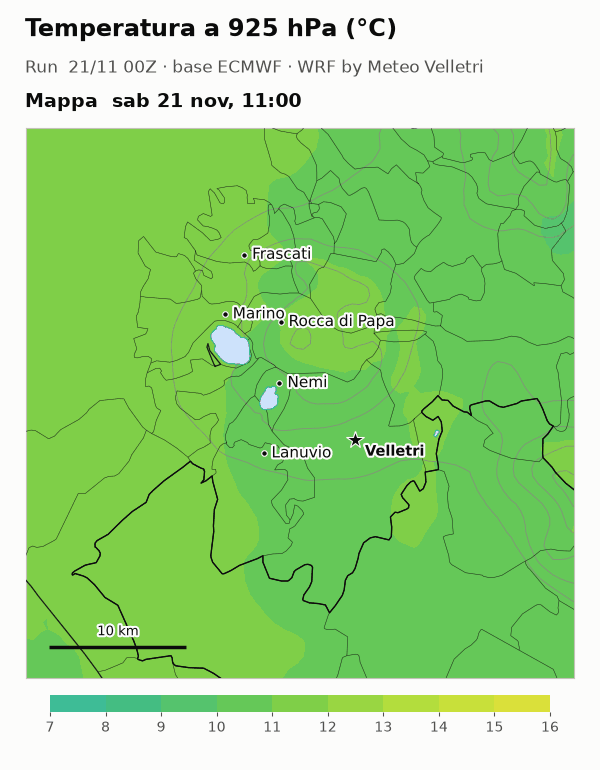 Temperatura a 925 hPa (°C)
Run  21/11 00Z · base ECMWF · WRF by Meteo Velletri
Mappa  sab 21 nov, 11:00
Frascati
Marino
Rocca di Papa
Nemi
Velletri
Lanuvio
10 km
7 8 9 10 11 12 13 14 15 16